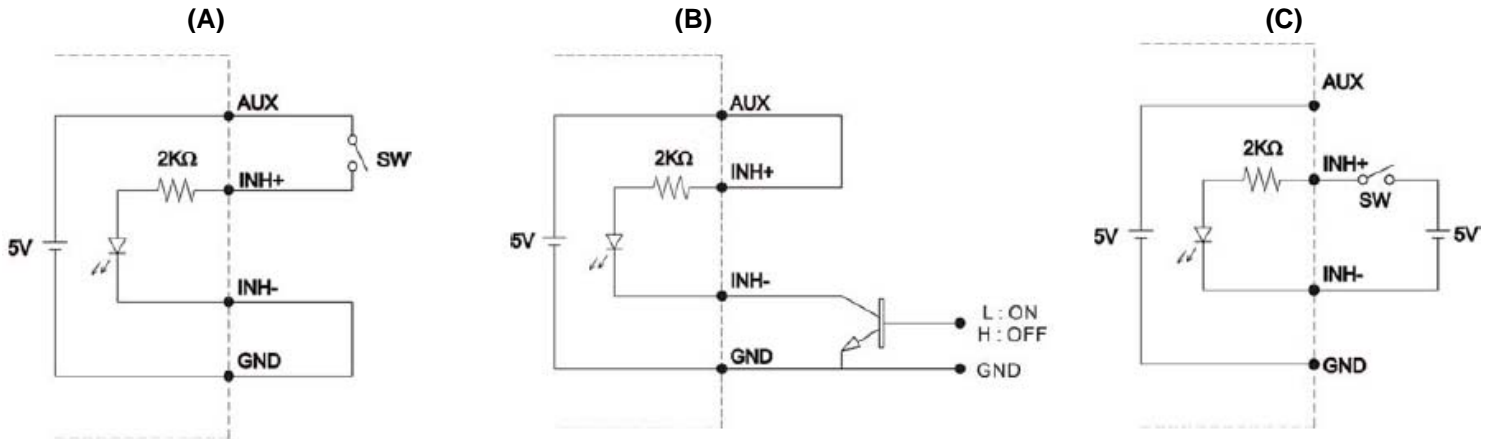 (A)
AUX
2KΩ
INH+
SW
5V
INH-
GND
(B)
AUX
2KΩ
INH+
5V
INH-
L : ON
H : OFF
GND
GND
(C)
AUX
2KΩ
INH+
SW
5V
5V
INH-
GND